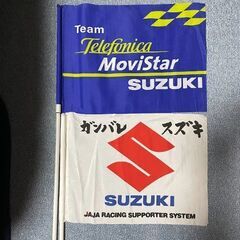 Team
Telefónica
MoviStar
SUZUKI
ガンバレ スズキ
SUZUKI
JAJA RACING SUPPORTER SYSTEM